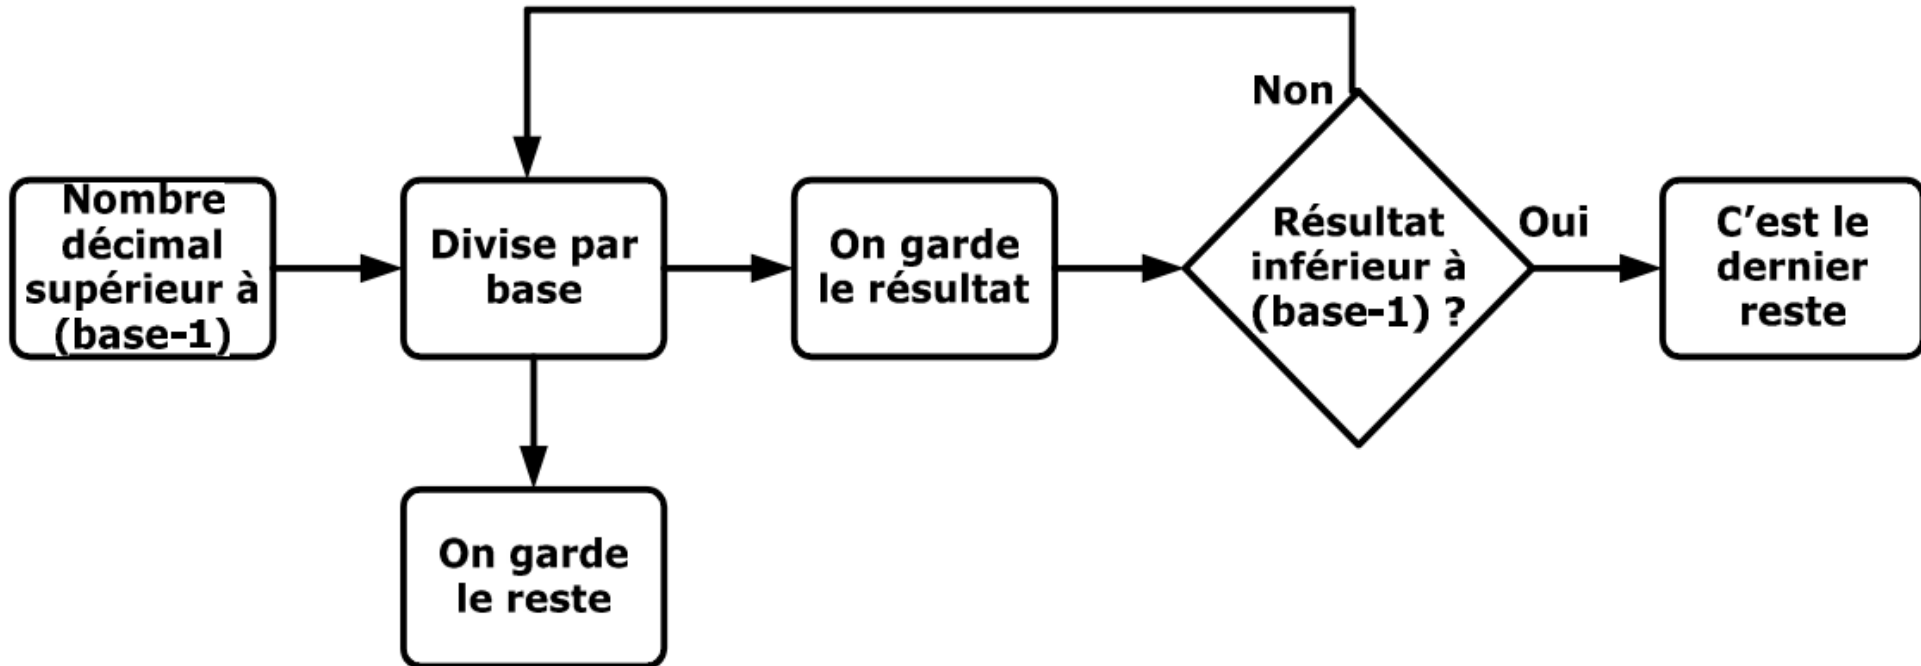 Non
Nombre
décimal
supérieur à
(base-1)
Divise par
base
On garde
le résultat
Résultat
inférieur à
(base-1) ?
Oui
C’est le
dernier
reste
On garde
le reste